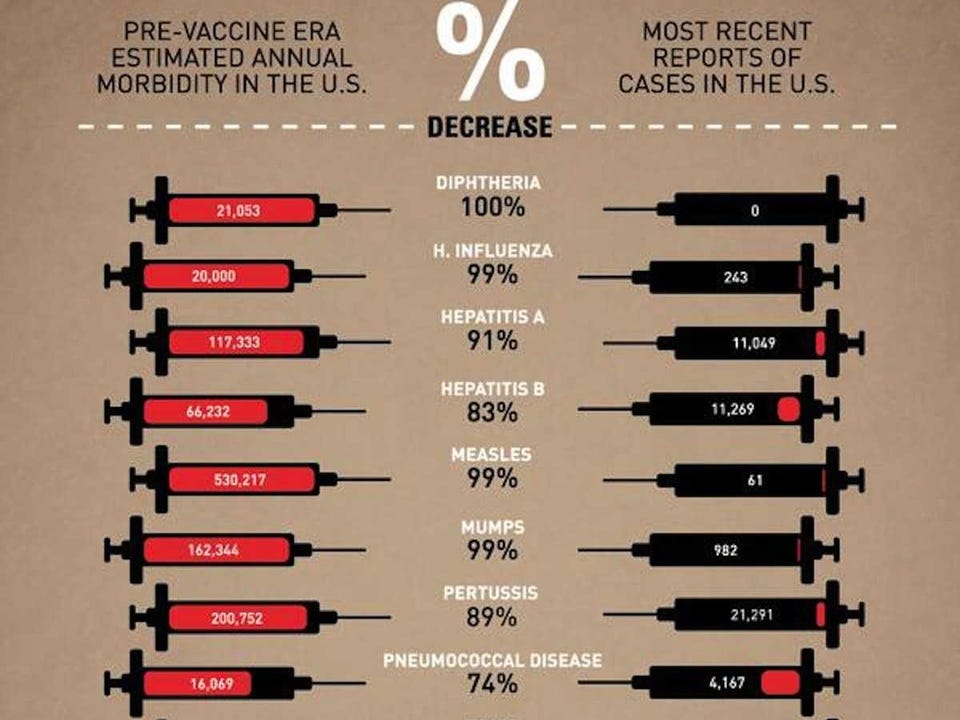 PRE-VACCINE ERA
ESTIMATED ANNUAL
MORBIDITY IN THE U.S.
%
DECREASE
MOST RECENT
REPORTS OF
CASES IN THE U.S.
DIPHTHERIA
21,053
100%
0
H. INFLUENZA
20,000
99%
243
HEPATITIS A
117,333
91%
11,049
HEPATITIS B
66,232
83%
11,269
MEASLES
530,217
99%
61
MUMPS
162,344
99%
982
PERTUSSIS
200,752
89%
21,291
PNEUMOCOCCAL DISEASE
16,069
74%
4,167